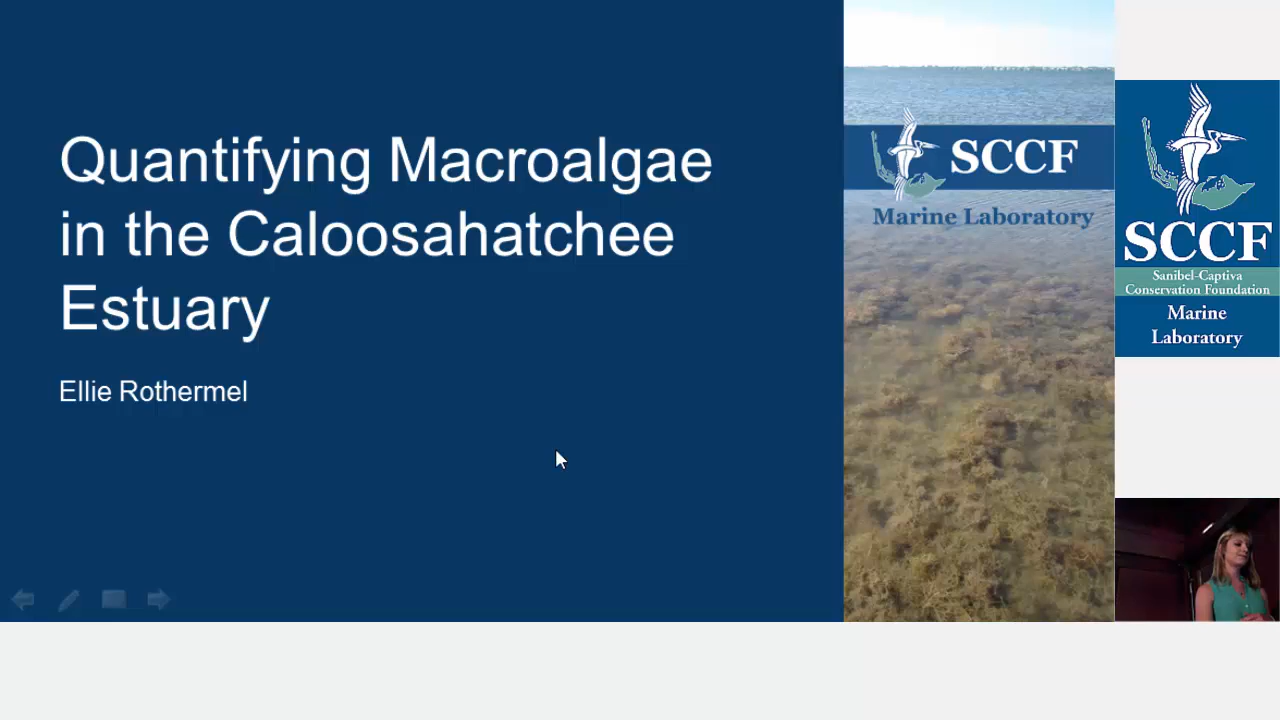 Quantifying Macroalgae
in the Caloosahatchee
Estuary
Ellie Rothermel
SCCF
Marine Laboratory
SCCF
Sanibel-Captiva
Conservation Foundation
Marine
Laboratory